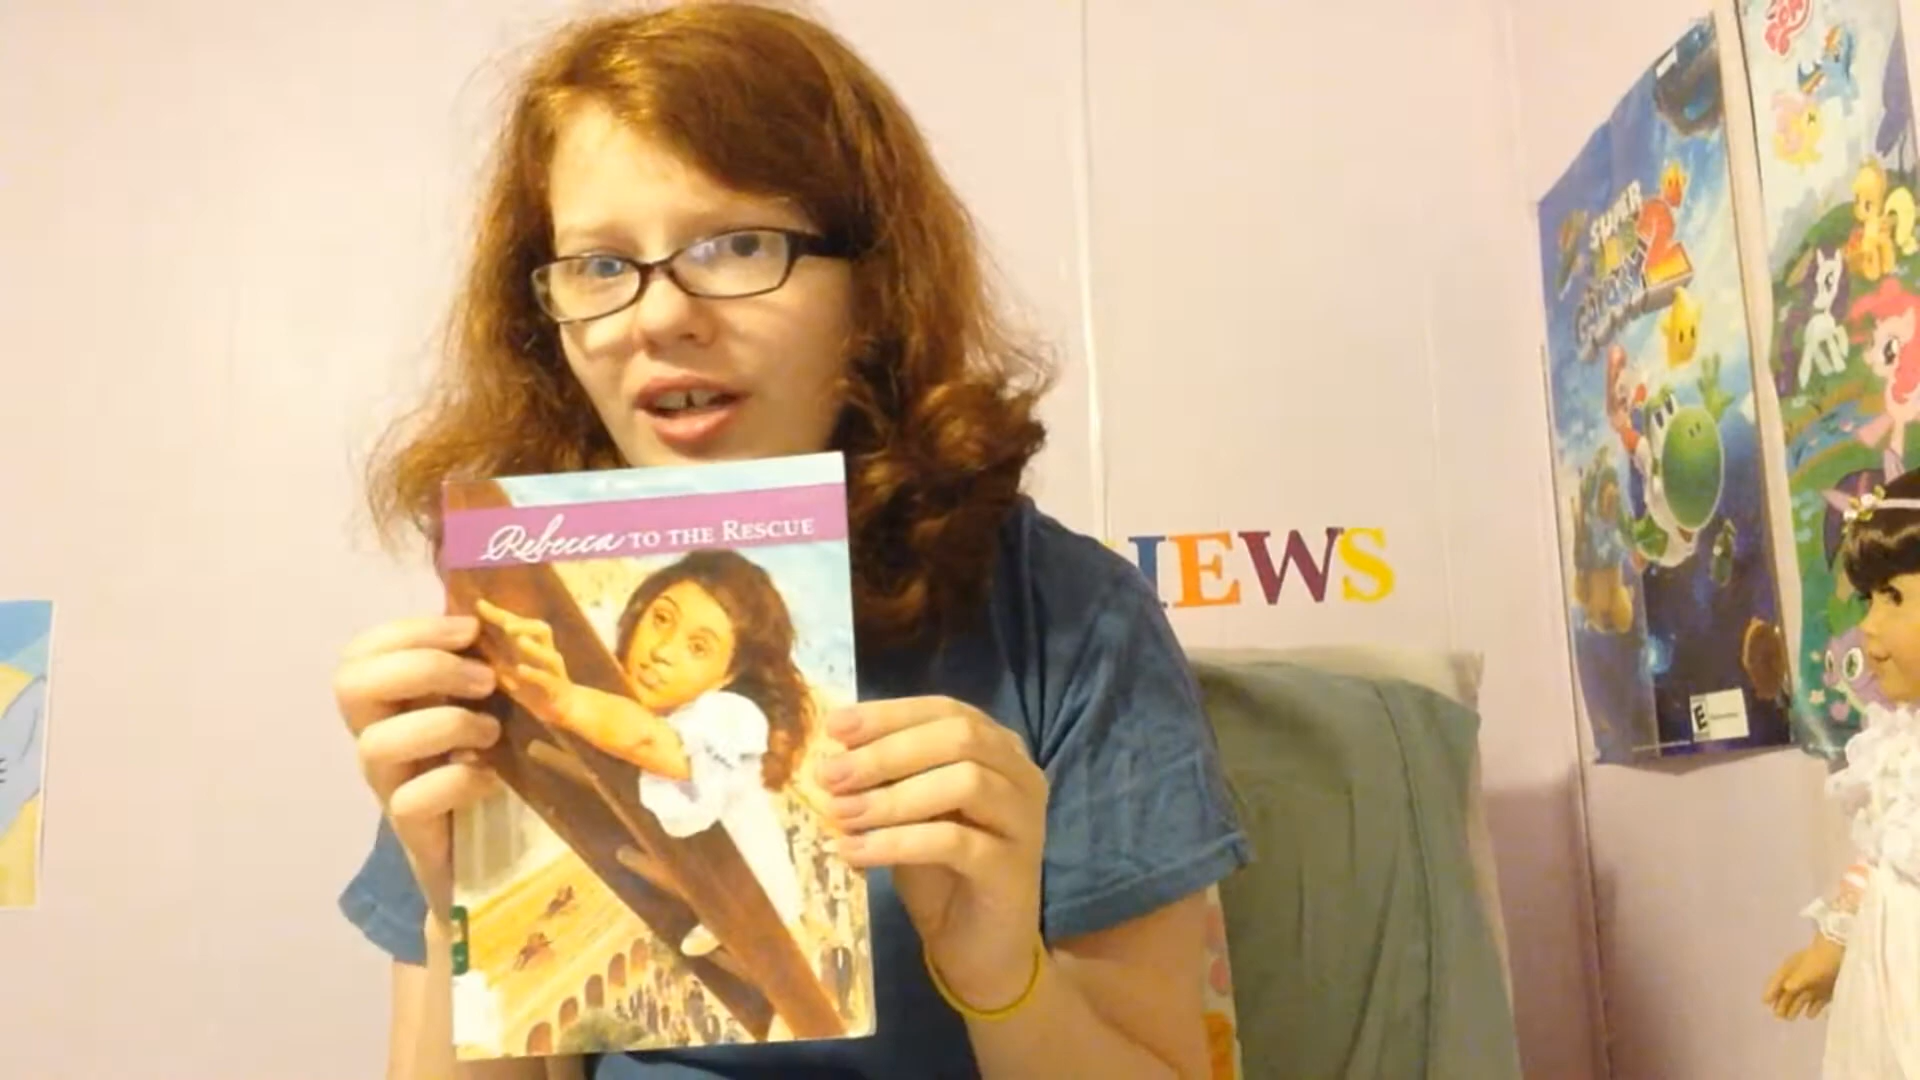 Rebecca TO THE RESCUE
IEWS
SUPER
GALAXY 2
E